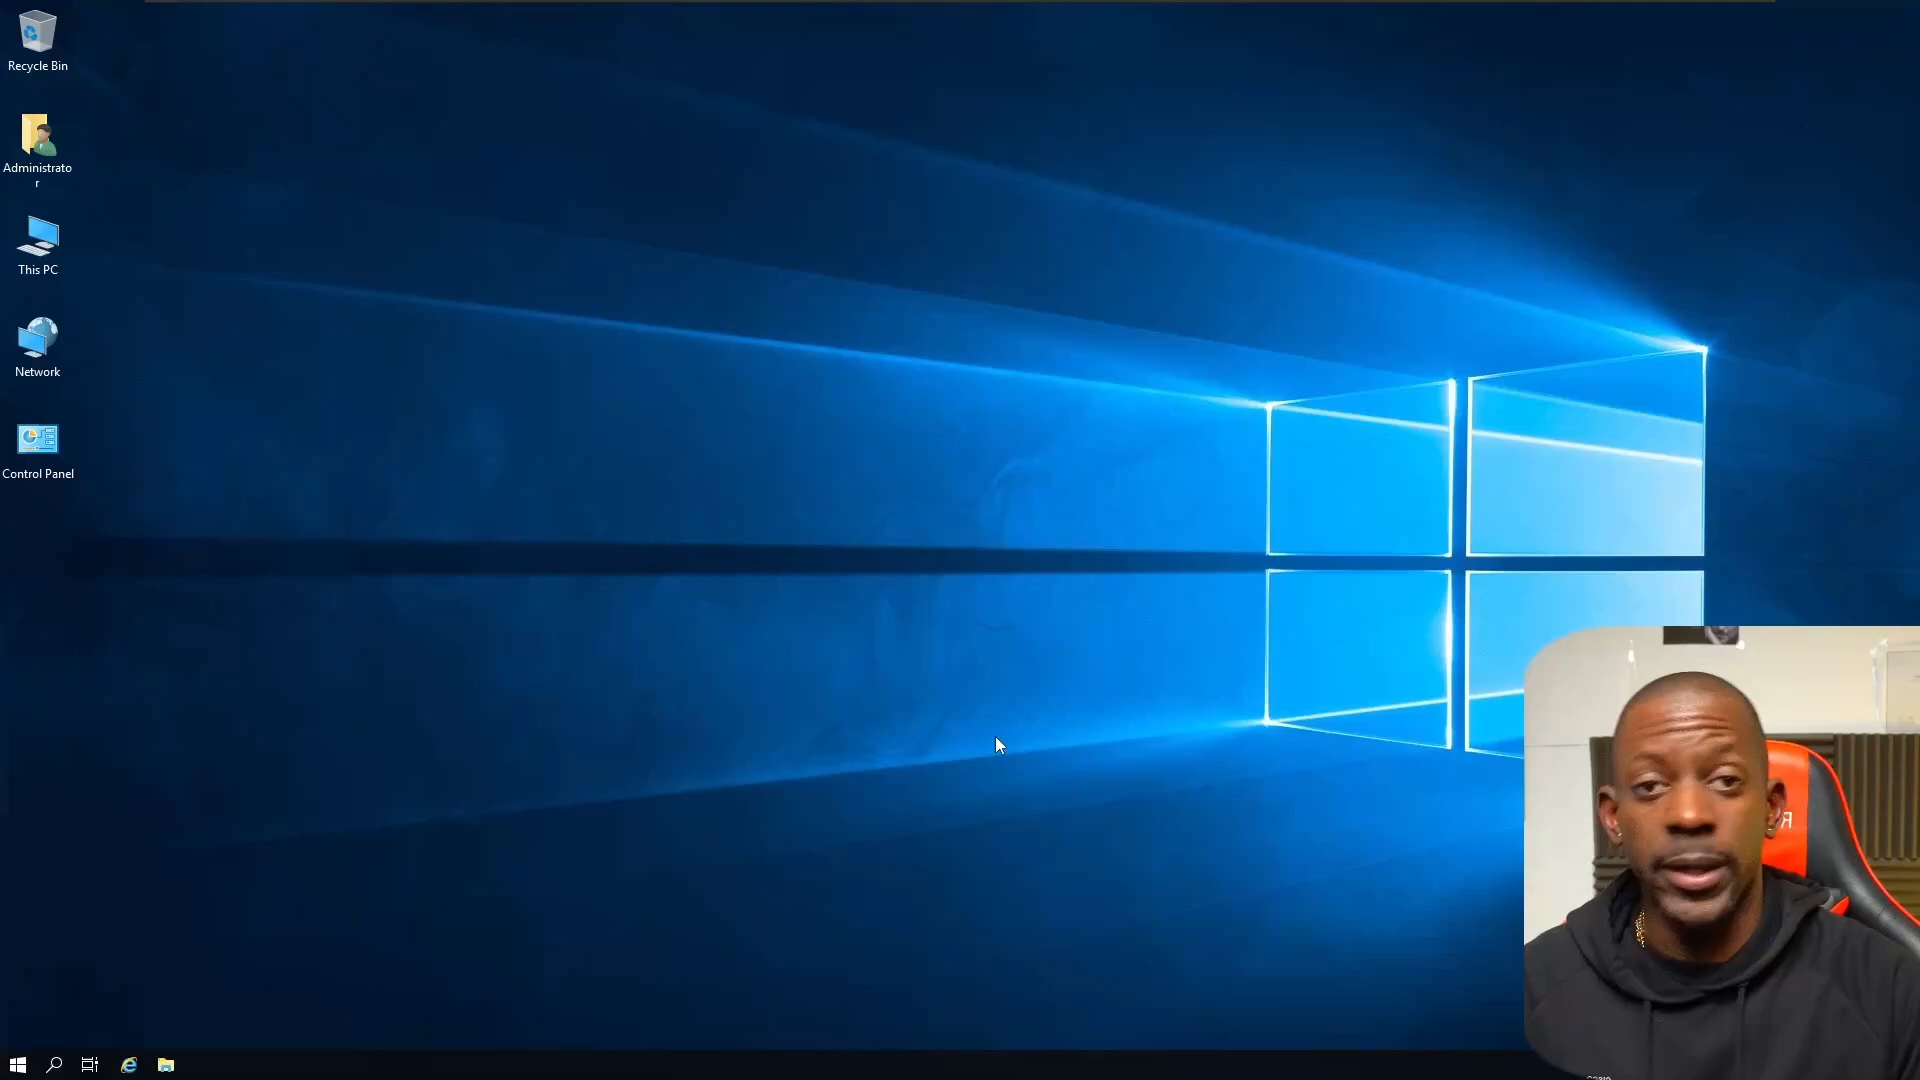 Recycle Bin
Administrato
r
This PC
Network
Control Panel